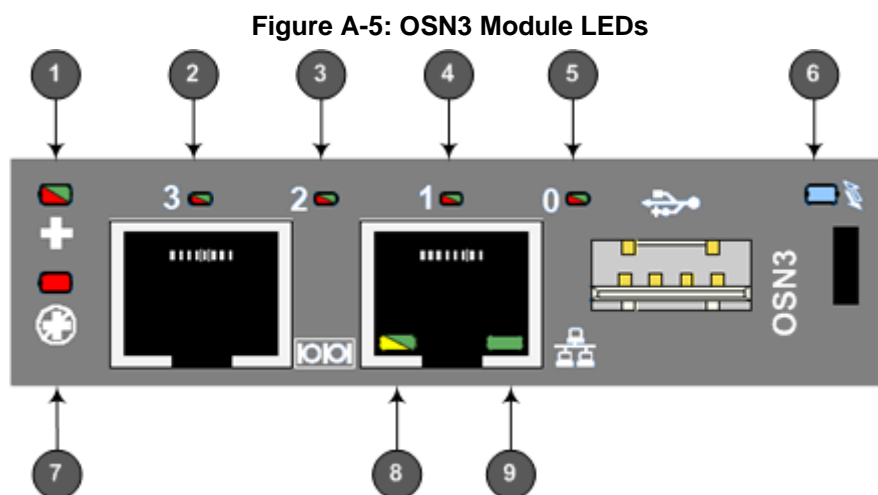 Figure A-5: OSN3 Module LEDs
1 2 3 4 5 6
3 2 1 0
IOIOI
OSN3
7 8 9